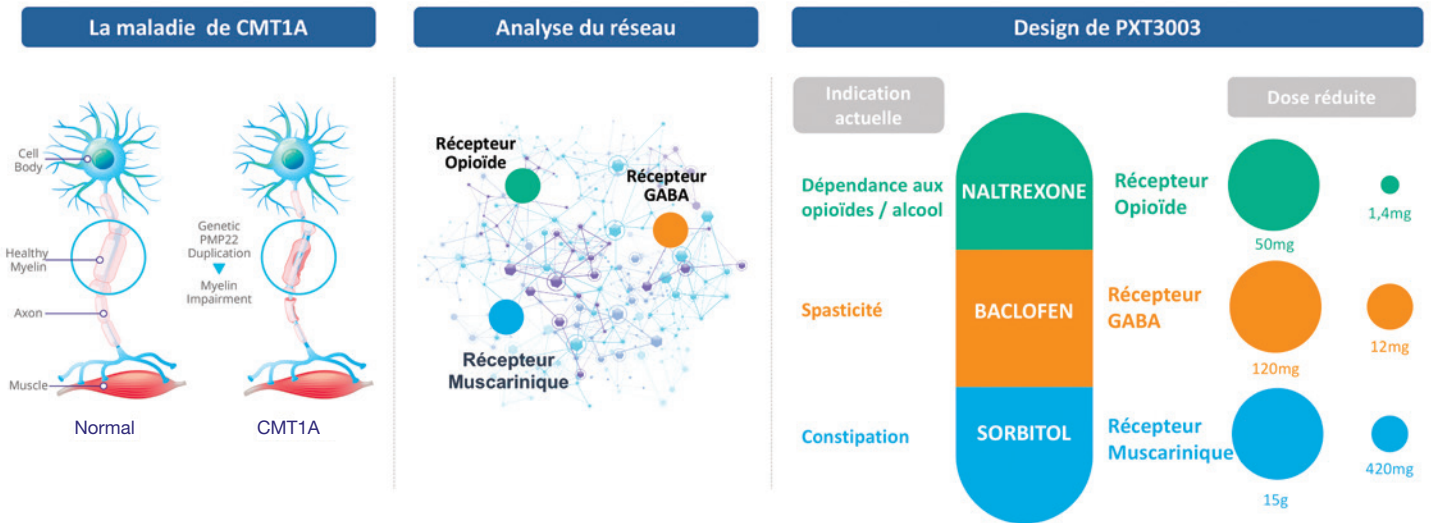 La maladie de CMT1A
Cell
Body
Healthy
Myelin
Axon
Muscle
Genetic
PMP22
Duplication
Myelin
Impairment
Normal
CMT1A
Analyse du réseau
Récepteur
Opioïde
Récepteur
GABA
Récepteur
Muscarinique
Design de PXT3003
Indication
actuelle
Dose réduite
Dépendance aux
opioïdes / alcool
NALTREXONE
Récepteur
Opioïde
50mg
1,4mg
Spasticité
BACLOFEN
Récepteur
GABA
120mg
12mg
Constipation
SORBITOL
Récepteur
Muscarinique
15g
420mg